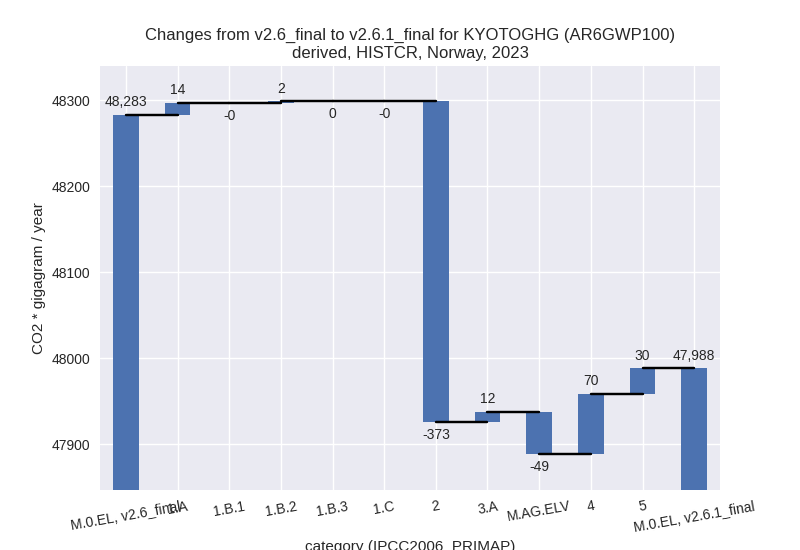 Changes from v2.6_final to v2.6.1_final for KYOTOGHG (AR6GWP100)
derived, HISTCR, Norway, 2023
CO2 * gigagram / year
48300
48200
48100
48000
47900
48,283
14
-0
2
0
-0
-373
12
-49
70
30
47,988
M.0.EL, v2.6_final
1.A
1.B.1
1.B.2
1.B.3
1.C
2
3.A
M.AG.ELV
4
5
M.0.EL, v2.6.1_final
category (IPCC2006_PRIMAP)